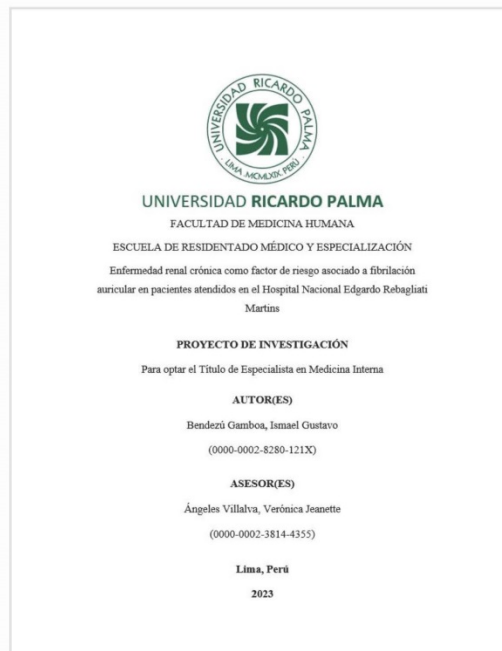 UNIVERSIDAD RICARDO PALMA
LIMA MCMLXIX, PERÚ
UNIVERSIDAD RICARDO PALMA
FACULTAD DE MEDICINA HUMANA
ESCUELA DE RESIDENTADO MÉDICO Y ESPECIALIZACIÓN
Enfermedad renal crónica como factor de riesgo asociado a fibrilación
auricular en pacientes atendidos en el Hospital Nacional Edgardo Rebagliati
Martins
PROYECTO DE INVESTIGACIÓN
Para optar el Título de Especialista en Medicina Interna
AUTOR(ES)
Bendezú Gamboa, Ismael Gustavo
(0000-0002-8280-121X)
ASESOR(ES)
Ángeles Villalva, Verónica Jeanette
(0000-0002-3814-4355)
Lima, Perú
2023